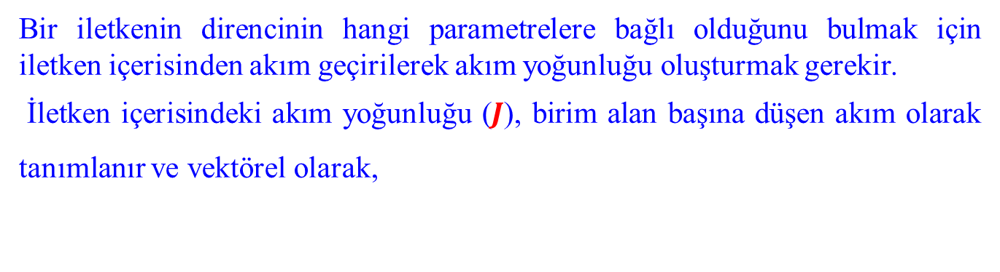 Bir iletkenin direncinin hangi parametrelere bağlı olduğunu bulmak için
iletken içerisinden akım geçirilerek akım yoğunluğu oluşturmak gerekir.
İletken içerisindeki akım yoğunluğu (J), birim alan başına düşen akım olarak
tanımlanır ve vektörel olarak,